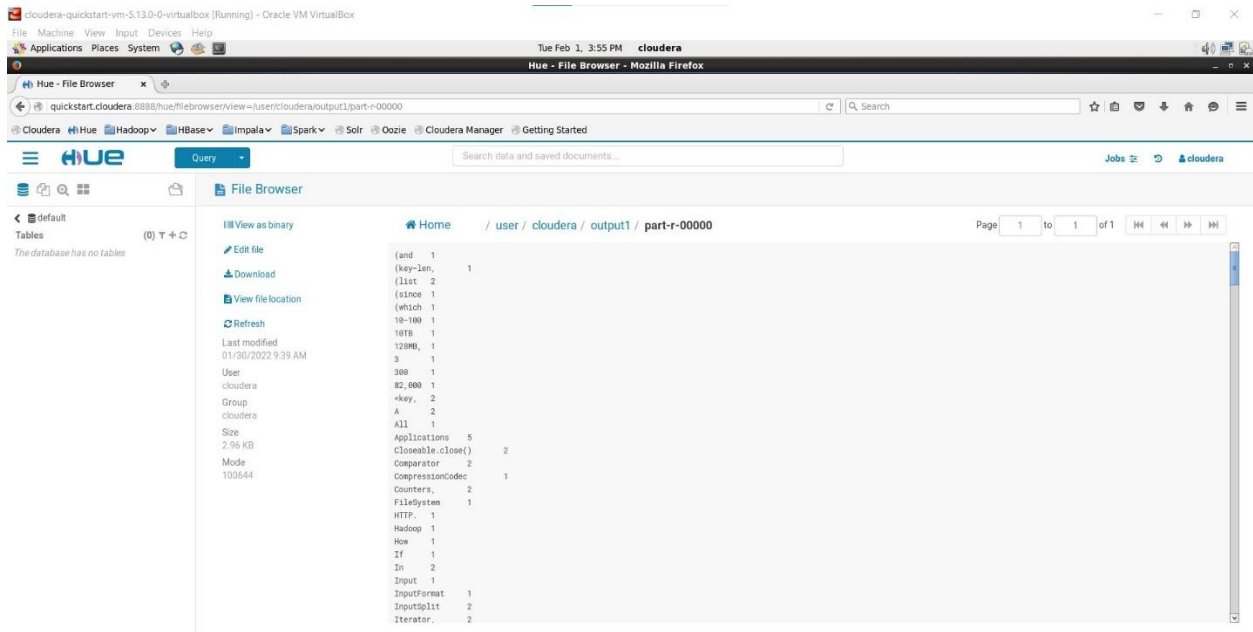 cloudera-quickstart-vm-5.13.0-0-virtualbox [Running] - Oracle VM VirtualBox
File Machine View Input Devices Help
Applications Places System Tue Feb 1, 3:55 PM cloudera
Hue - File Browser - Mozilla Firefox
Hue - File Browser
quickstart.cloudera:8888/hue/filebrowser/view=/user/cloudera/output1/part-r-00000 Search
Cloudera Hue Hadoop HBase Impala Spark Solr Oozie Cloudera Manager Getting Started
HUE Query Search data and saved documents... Jobs cloudera
File Browser
default
Tables (0)
The database has no tables
View as binary
Edit file
Download
View file location
Refresh
Last modified
01/30/2022 9:39 AM
User
cloudera
Group
cloudera
Size
2.96 KB
Mode
100644
Home / user / cloudera / output1 / part-r-00000 Page 1 to 1 of 1
(and 1
(key-len, 1
(list 2
(since 1
(which 1
10-100 1
10TB 1
128MB, 1
3 1
300 1
82,000 1
<key, 2
A 2
All 1
Applications 5
Closeable.close() 2
Comparator 2
CompressionCodec 1
Counters, 2
FileSystem 1
HTTP. 1
Hadoop 1
How 1
If 1
In 2
Input 1
InputFormat 1
InputSplit 2
Iterator. 2